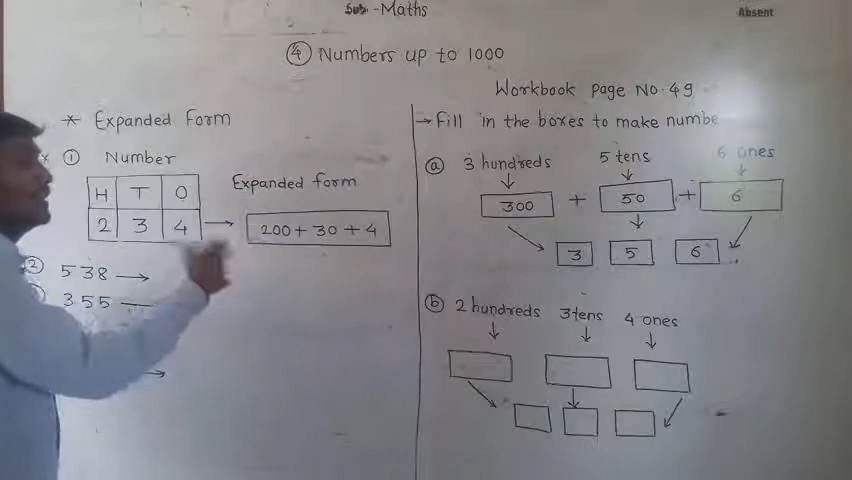 Sub. - Maths
Absent
④ Numbers up to 1000
Workbook page No. 49
* Expanded Form
→ Fill in the boxes to make numbe
* ① Number
Expanded form
H T O
2 3 4 → 200 + 30 + 4
② 538 →
355
ⓐ 3 hundreds 5 tens 6 ones
300 + 50 + 6
3 5 6
ⓑ 2 hundreds 3 tens 4 ones